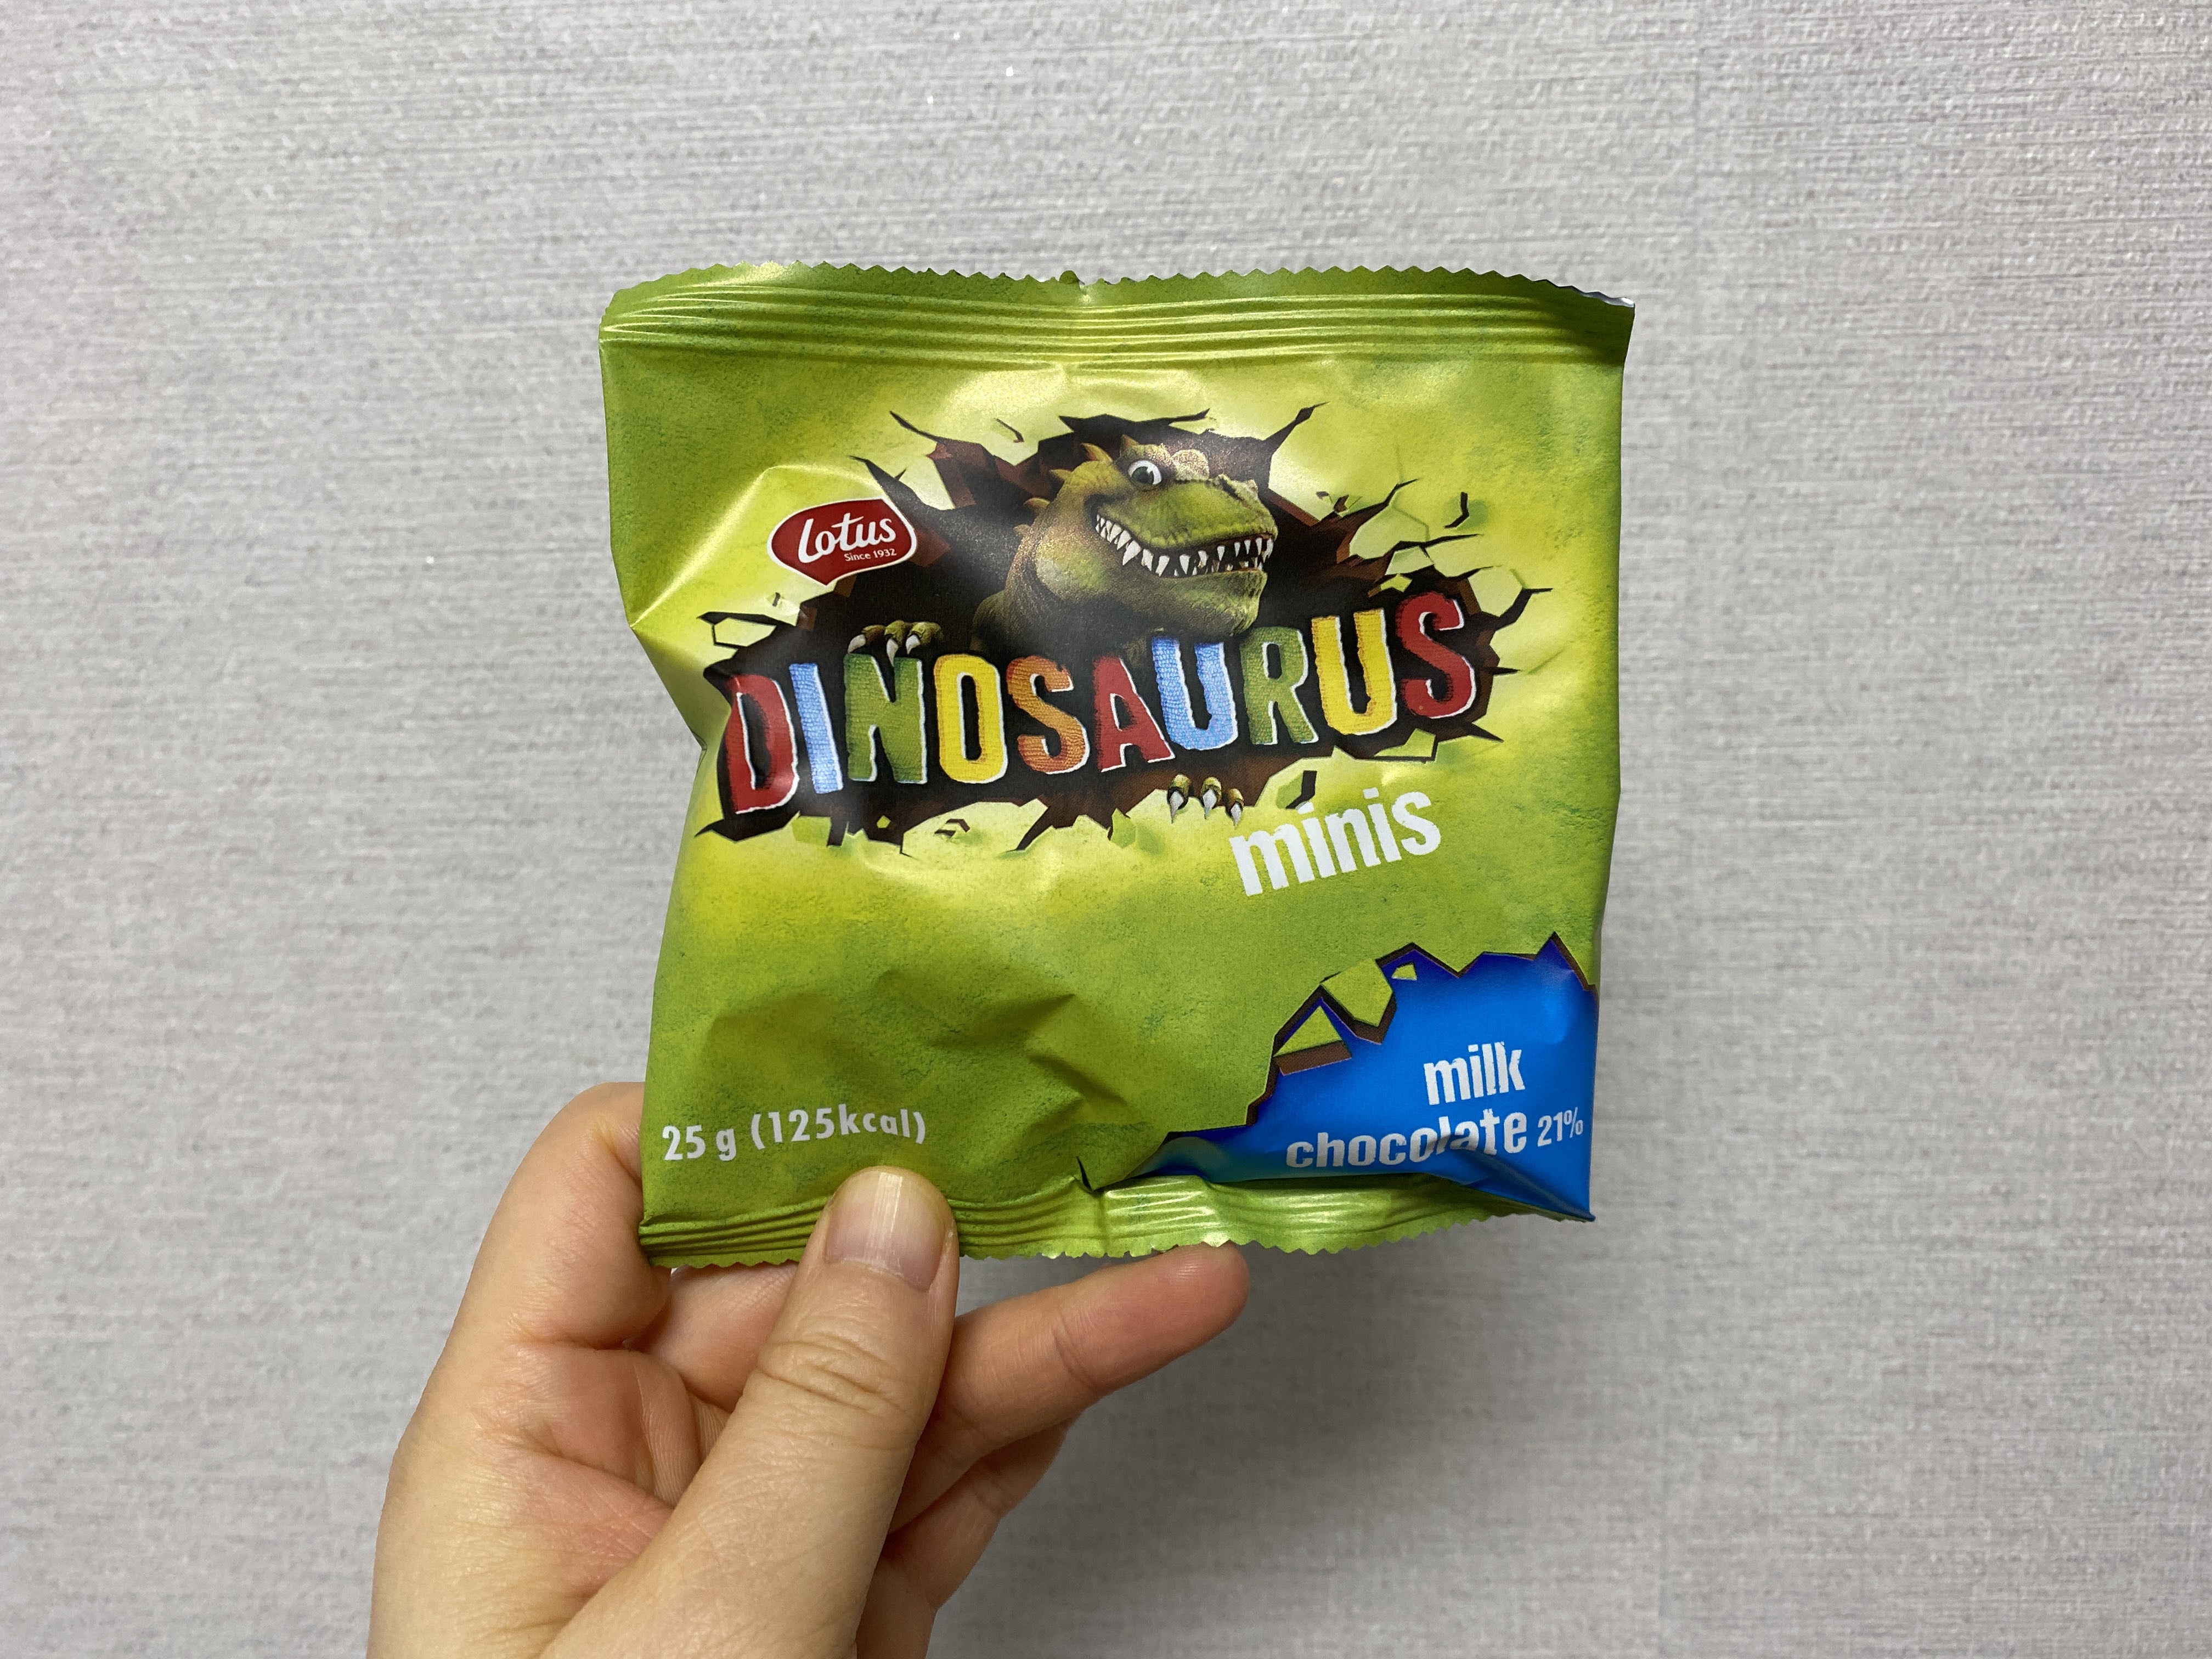 Lotus
Since 1932
DINOSAURUS
minis
milk
chocolate 21%
25 g (125kcal)